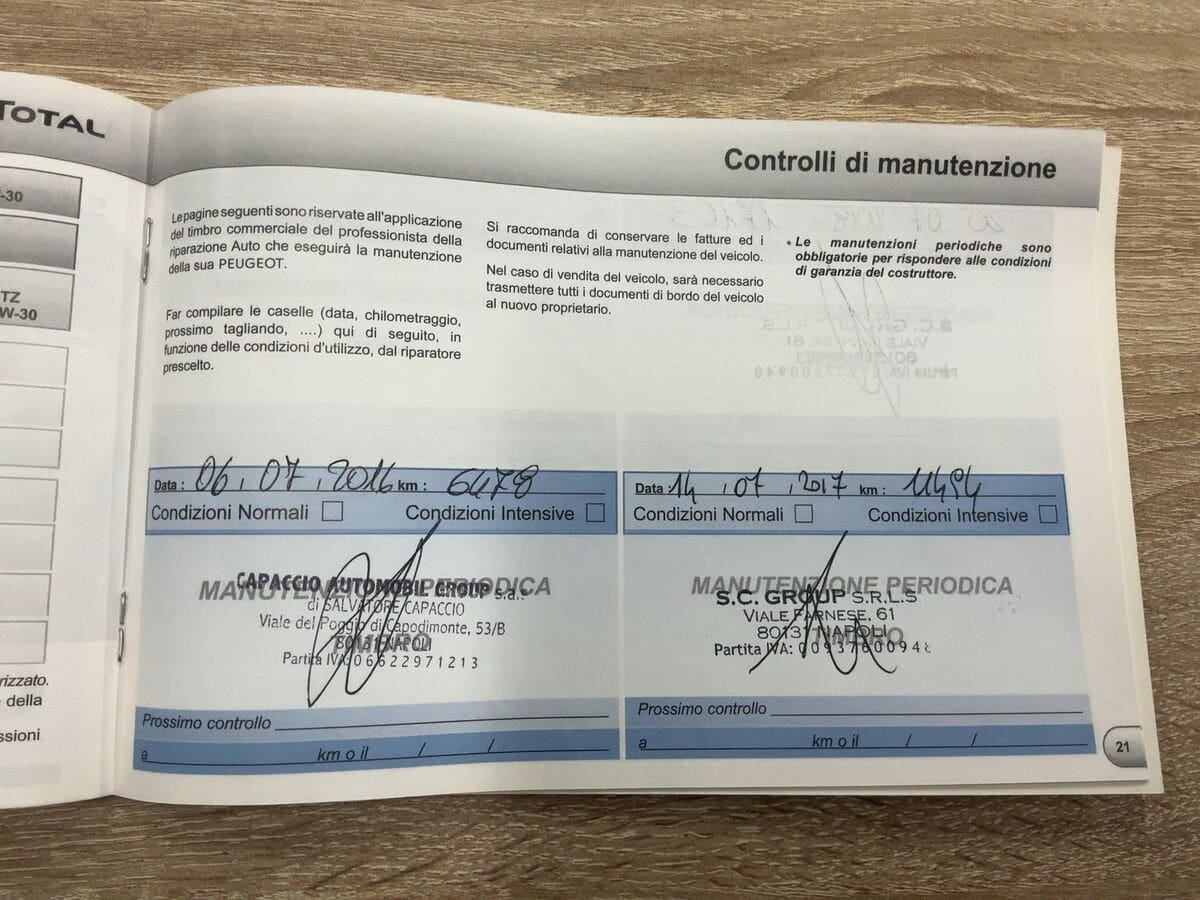 TOTAL
-30
TZ
W-30
rizzato.
della
ssioni
Controlli di manutenzione
Le pagine seguenti sono riservate all'applicazione
del timbro commerciale del professionista della
riparazione Auto che eseguirà la manutenzione
della sua PEUGEOT.
Far compilare le caselle (data, chilometraggio,
prossimo tagliando, ....) qui di seguito, in
funzione delle condizioni d'utilizzo, dal riparatore
prescelto.
Si raccomanda di conservare le fatture ed i
documenti relativi alla manutenzione del veicolo.
Nel caso di vendita del veicolo, sarà necessario
trasmettere tutti i documenti di bordo del veicolo
al nuovo proprietario.
• Le manutenzioni periodiche sono
obbligatorie per rispondere alle condizioni
di garanzia del costruttore.
Data : 06 , 07 , 2016 km : 6478
Condizioni Normali Condizioni Intensive
MANUTENZIONE PERIODICA
CAPACCIO AUTOMOBIL GROUP s.a.s
di SALVATORE CAPACCIO
Viale del Poggio di Capodimonte, 53/B
TIMBRO
80131 NAPOLI
Partita IVA: 06622971213
Prossimo controllo
a km o il / /
Data : 14 , 07 , 2017 km : 11494
Condizioni Normali Condizioni Intensive
MANUTENZIONE PERIODICA
S.C. GROUP S.R.L.S
VIALE FARNESE, 61
80131 NAPOLI
TIMBRO
Partita IVA:
Prossimo controllo
a km o il / /
21